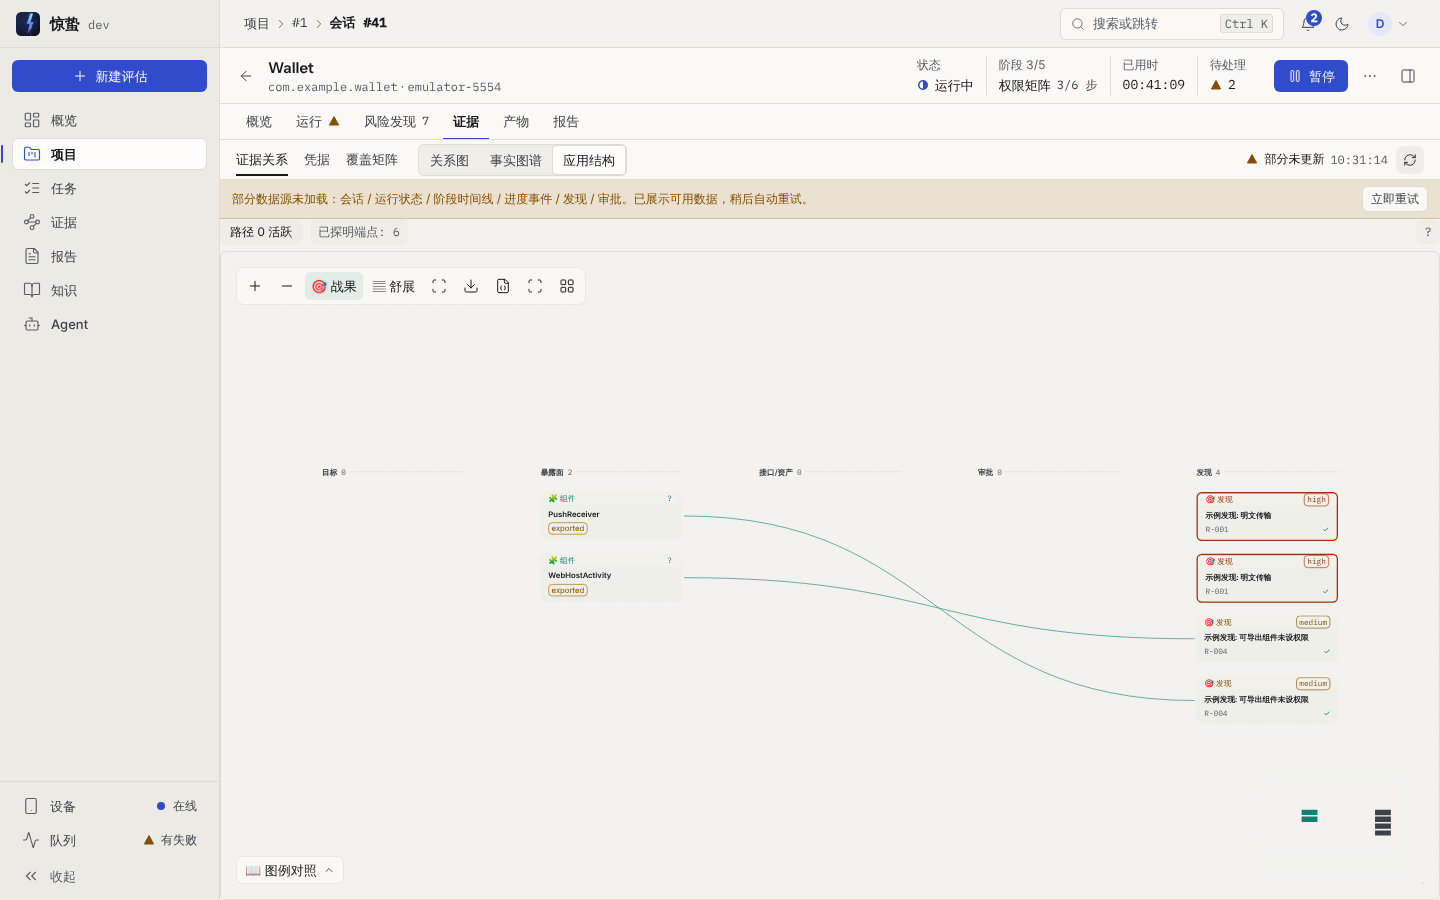 惊蛰 dev
项目 > #1 > 会话 #41
搜索或跳转 Ctrl K
2
D
新建评估
概览
项目
任务
证据
报告
知识
Agent
设备 在线
队列 有失败
收起
Wallet
com.example.wallet·emulator-5554
状态
运行中
阶段 3/5
权限矩阵 3/6 步
已用时
00:41:09
待处理
2
暂停
概览 运行 风险发现 7 证据 产物 报告
证据关系 凭据 覆盖矩阵 关系图 事实图谱 应用结构
部分未更新 10:31:14
部分数据源未加载：会话 / 运行状态 / 阶段时间线 / 进度事件 / 发现 / 审批。已展示可用数据，稍后自动重试。
立即重试
路径 0 活跃 已探明端点: 6 ?
战果 舒展
目标 0
暴露面 2
接口/资产 0
审批 0
发现 4
组件 ?
PushReceiver
exported
组件 ?
WebHostActivity
exported
发现 high
示例发现: 明文传输
R-001
发现 high
示例发现: 明文传输
R-001
发现 medium
示例发现: 可导出组件未设权限
R-004
发现 medium
示例发现: 可导出组件未设权限
R-004
图例对照